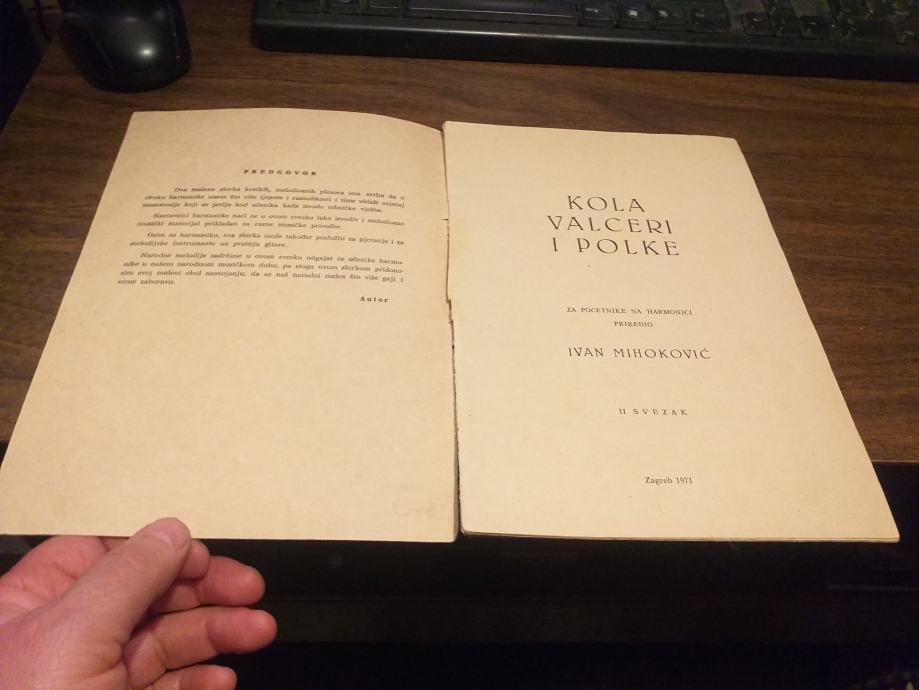 PREDGOVOR
Ova malena zbirka kratkih, melodioznih plesova ima svrhu da u
obuku harmonike unese što više ljepote i raznolikosti i time ublaži osjećaj
monotonije koji se javlja kod učenika kada izvode tehničke vježbe.
Nastavnici harmonike naći će u ovom svesku lako izvodiv i melodiozan
muzički materijal prikladan za razne muzičke priredbe.
Osim za harmoniku, ova zbirka može također poslužiti za pjevanje i za
melodijske instrumente uz pratnju gitare.
Narodne melodije sadržane u ovom svesku odgajat će učenike harmo-
nike u našem narodnom muzičkom duhu, pa stoga ovom zbirkom pridono-
sim svoj maleni obol nastojanju, da se naš narodni melos što više gaji i
otme zaboravu.
Autor
KOLA
VALCERI
I POLKE
ZA POČETNIKE NA HARMONICI
PRIREDIO
IVAN MIHOKOVIĆ
II SVEZAK
Zagreb 1971